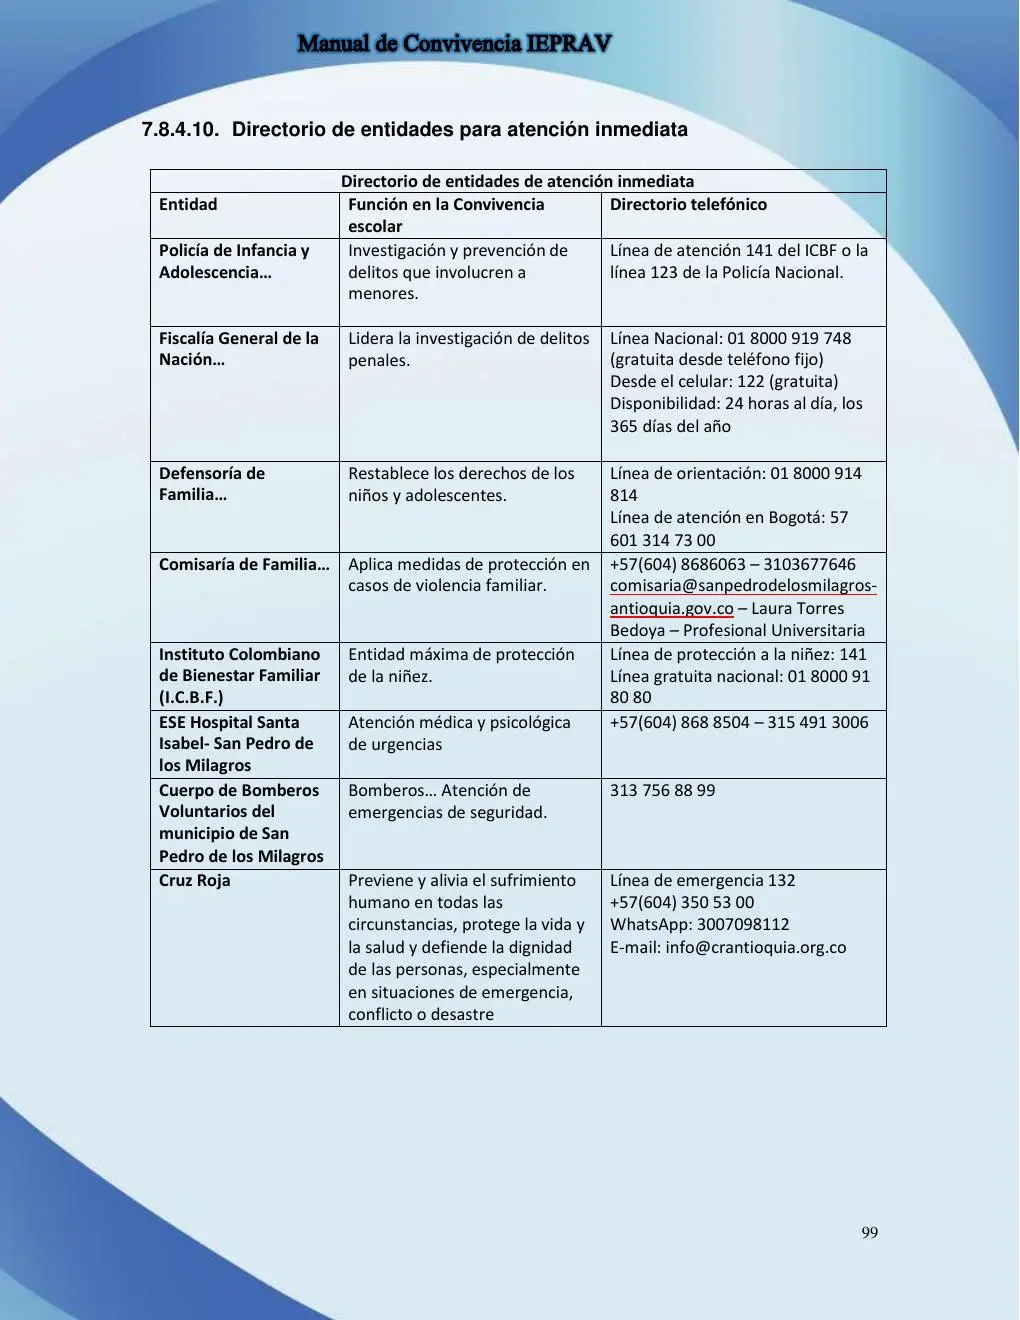 Manual de Convivencia IEPRAV
7.8.4.10. Directorio de entidades para atención inmediata
Directorio de entidades de atención inmediata
Entidad
Función en la Convivencia
escolar
Directorio telefónico
Policía de Infancia y
Adolescencia…
Investigación y prevención de
delitos que involucren a
menores.
Línea de atención 141 del ICBF o la
línea 123 de la Policía Nacional.
Fiscalía General de la
Nación…
Lidera la investigación de delitos
penales.
Línea Nacional: 01 8000 919 748
(gratuita desde teléfono fijo)
Desde el celular: 122 (gratuita)
Disponibilidad: 24 horas al día, los
365 días del año
Defensoría de
Familia…
Restablece los derechos de los
niños y adolescentes.
Línea de orientación: 01 8000 914
814
Línea de atención en Bogotá: 57
601 314 73 00
Comisaría de Familia…
Aplica medidas de protección en
casos de violencia familiar.
+57(604) 8686063 – 3103677646
comisaria@sanpedrodelosmilagros-
antioquia.gov.co – Laura Torres
Bedoya – Profesional Universitaria
Instituto Colombiano
de Bienestar Familiar
(I.C.B.F.)
Entidad máxima de protección
de la niñez.
Línea de protección a la niñez: 141
Línea gratuita nacional: 01 8000 91
80 80
ESE Hospital Santa
Isabel- San Pedro de
los Milagros
Atención médica y psicológica
de urgencias
+57(604) 868 8504 – 315 491 3006
Cuerpo de Bomberos
Voluntarios del
municipio de San
Pedro de los Milagros
Bomberos… Atención de
emergencias de seguridad.
313 756 88 99
Cruz Roja
Previene y alivia el sufrimiento
humano en todas las
circunstancias, protege la vida y
la salud y defiende la dignidad
de las personas, especialmente
en situaciones de emergencia,
conflicto o desastre
Línea de emergencia 132
+57(604) 350 53 00
WhatsApp: 3007098112
E-mail: info@crantioquia.org.co
99